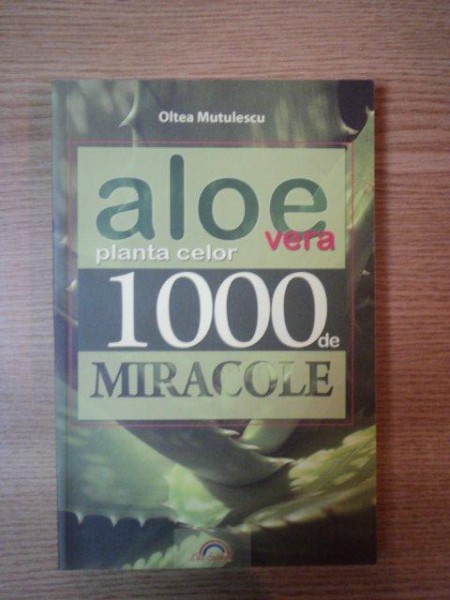 Oltea Mutulescu
aloe
vera
planta celor
1000 de
MIRACOLE